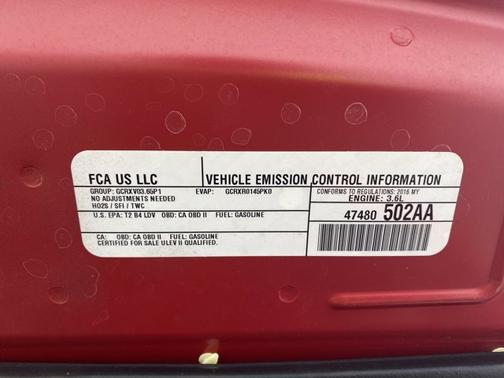 FCA US LLC VEHICLE EMISSION CONTROL INFORMATION
GROUP: GCRXV03.65P1 EVAP: GCRXR0145PK0 CONFORMS TO REGULATIONS: 2016 MY
NO ADJUSTMENTS NEEDED ENGINE: 3.6L
HO2S / SFI / TWC
47480 502AA
U.S. EPA: T2 B4 LDV OBD: CA OBD II FUEL: GASOLINE
CA: OBD: CA OBD II FUEL: GASOLINE
CERTIFIED FOR SALE ULEV II WHERE APPLICABLE